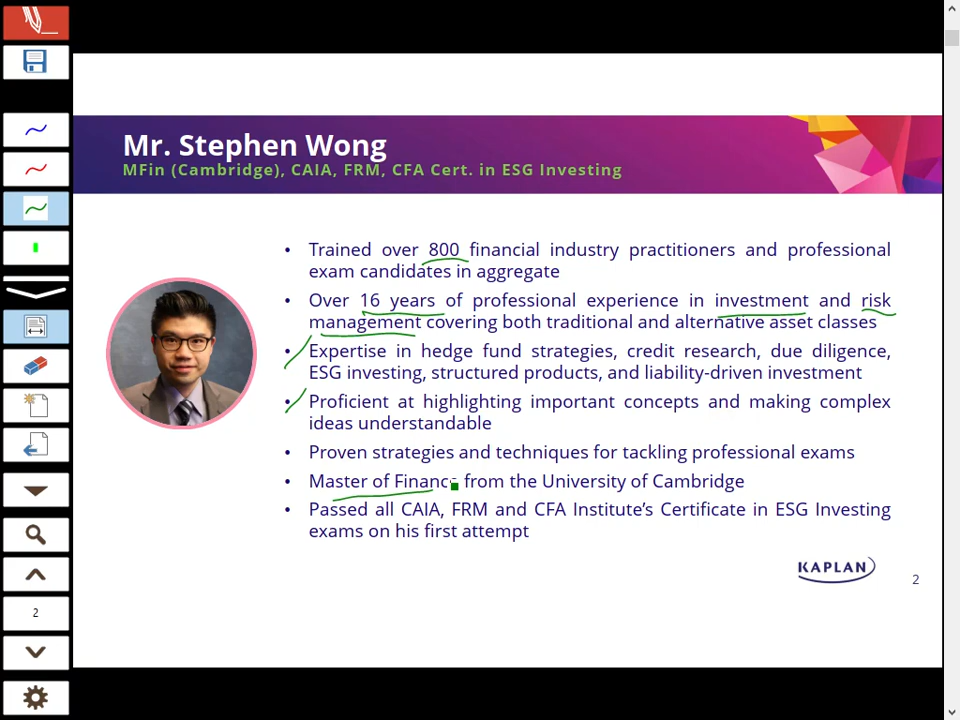 Mr. Stephen Wong
MFin (Cambridge), CAIA, FRM, CFA Cert. in ESG Investing
• Trained over 800 financial industry practitioners and professional
exam candidates in aggregate
• Over 16 years of professional experience in investment and risk
management covering both traditional and alternative asset classes
• Expertise in hedge fund strategies, credit research, due diligence,
ESG investing, structured products, and liability-driven investment
• Proficient at highlighting important concepts and making complex
ideas understandable
• Proven strategies and techniques for tackling professional exams
• Master of Finance from the University of Cambridge
• Passed all CAIA, FRM and CFA Institute’s Certificate in ESG Investing
exams on his first attempt
KAPLAN
2
2